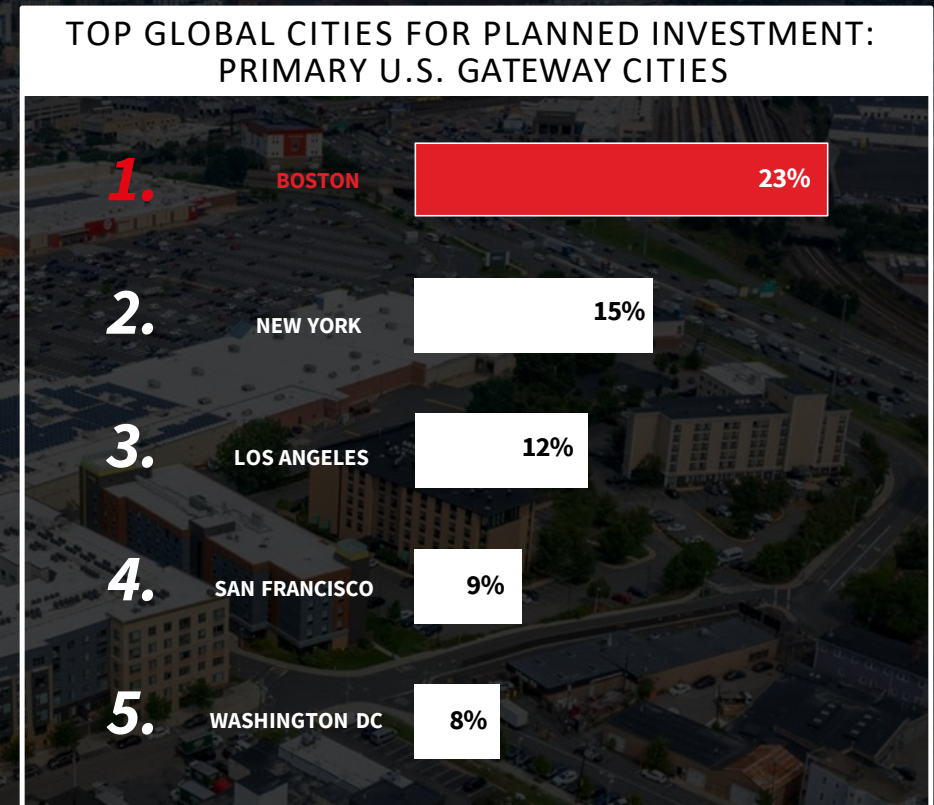 TOP GLOBAL CITIES FOR PLANNED INVESTMENT:
PRIMARY U.S. GATEWAY CITIES
1. BOSTON 23%
2. NEW YORK 15%
3. LOS ANGELES 12%
4. SAN FRANCISCO 9%
5. WASHINGTON DC 8%